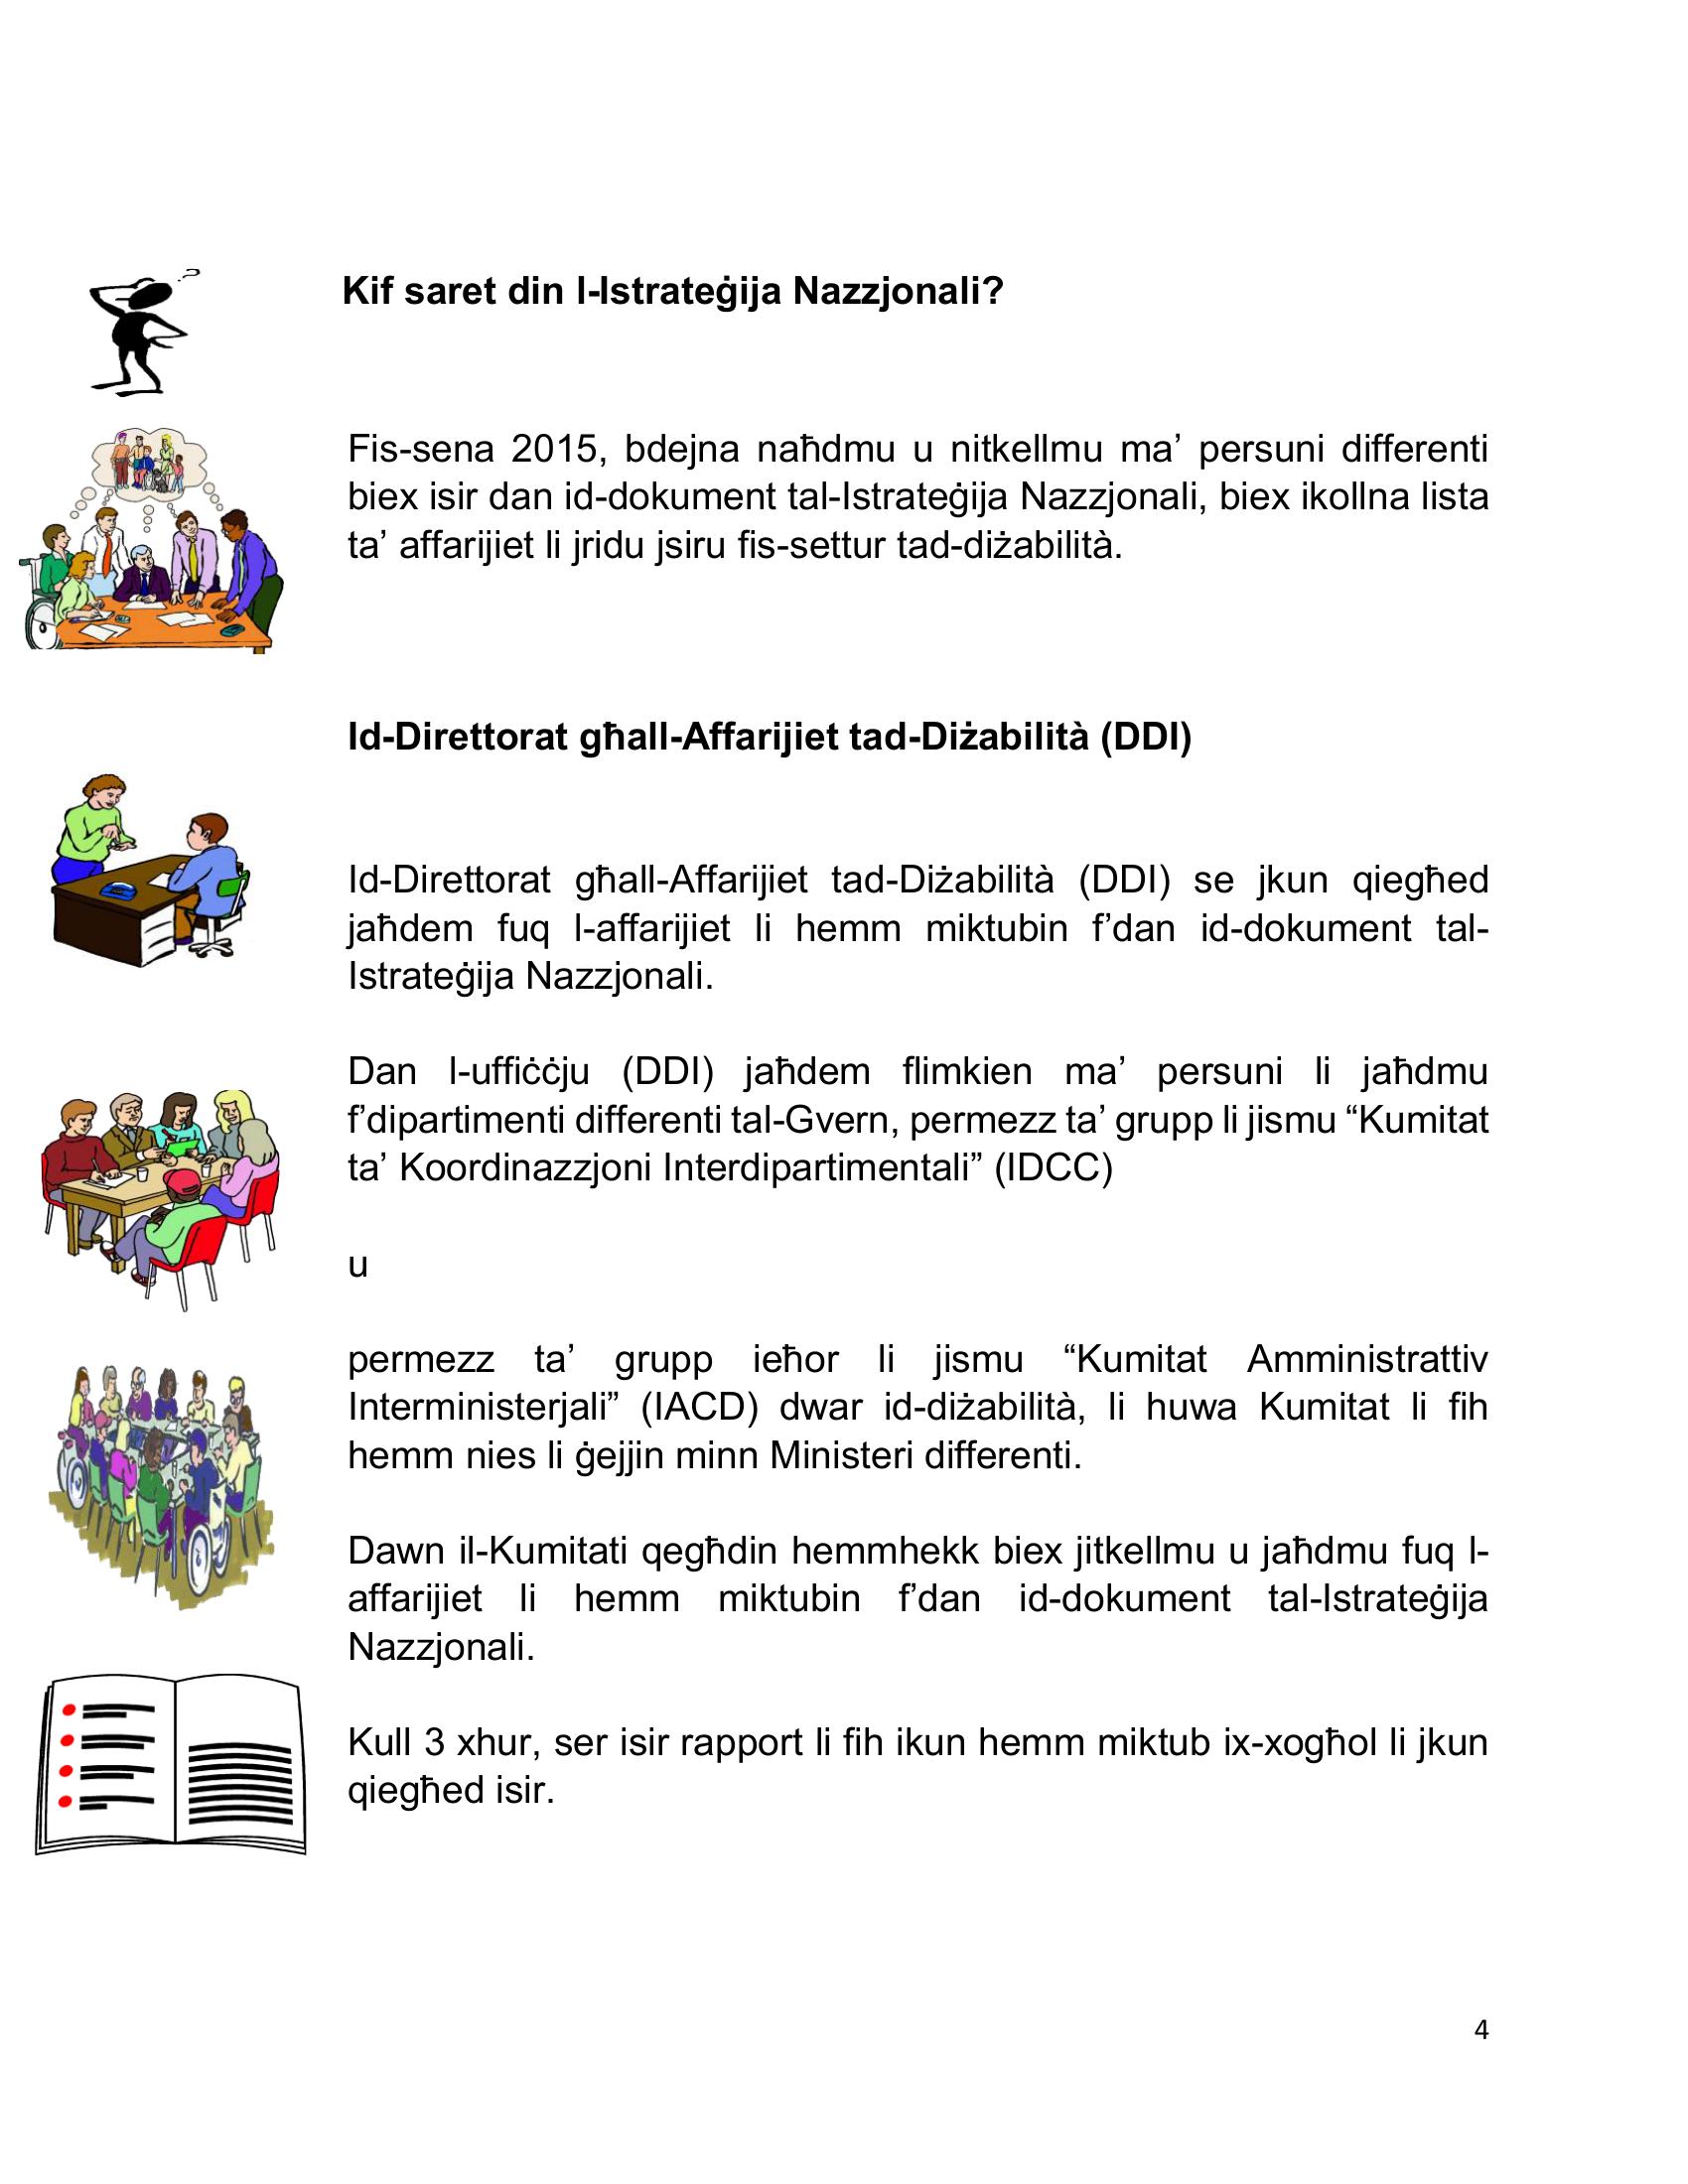 Kif saret din l-Istrateġija Nazzjonali?
Fis-sena 2015, bdejna naħdmu u nitkellmu ma’ persuni differenti
biex isir dan id-dokument tal-Istrateġija Nazzjonali, biex ikollna lista
ta’ affarijiet li jridu jsiru fis-settur tad-diżabilità.
Id-Direttorat għall-Affarijiet tad-Diżabilità (DDI)
Id-Direttorat għall-Affarijiet tad-Diżabilità (DDI) se jkun qiegħed
jaħdem fuq l-affarijiet li hemm miktubin f’dan id-dokument tal-
Istrateġija Nazzjonali.
Dan l-uffiċċju (DDI) jaħdem flimkien ma’ persuni li jaħdmu
f’dipartimenti differenti tal-Gvern, permezz ta’ grupp li jismu “Kumitat
ta’ Koordinazzjoni Interdipartimentali” (IDCC)
u
permezz ta’ grupp ieħor li jismu “Kumitat Amministrattiv
Interministerjali” (IACD) dwar id-diżabilità, li huwa Kumitat li fih
hemm nies li ġejjin minn Ministeri differenti.
Dawn il-Kumitati qegħdin hemmhekk biex jitkellmu u jaħdmu fuq l-
affarijiet li hemm miktubin f’dan id-dokument tal-Istrateġija
Nazzjonali.
Kull 3 xhur, ser isir rapport li fih ikun hemm miktub ix-xogħol li jkun
qiegħed isir.
4